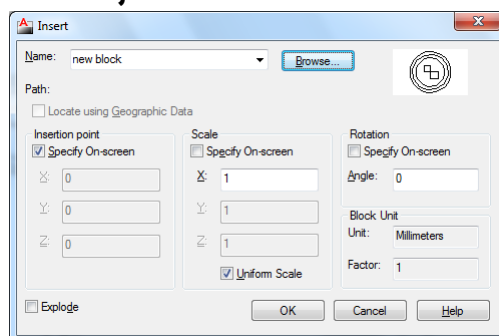 Insert
Name: new block Browse...
Path:
Locate using Geographic Data
Insertion point
Specify On-screen
X: 0
Y: 0
Z: 0
Scale
Specify On-screen
X: 1
Y: 1
Z: 1
Uniform Scale
Rotation
Specify On-screen
Angle: 0
Block Unit
Unit: Millimeters
Factor: 1
Explode
OK Cancel Help